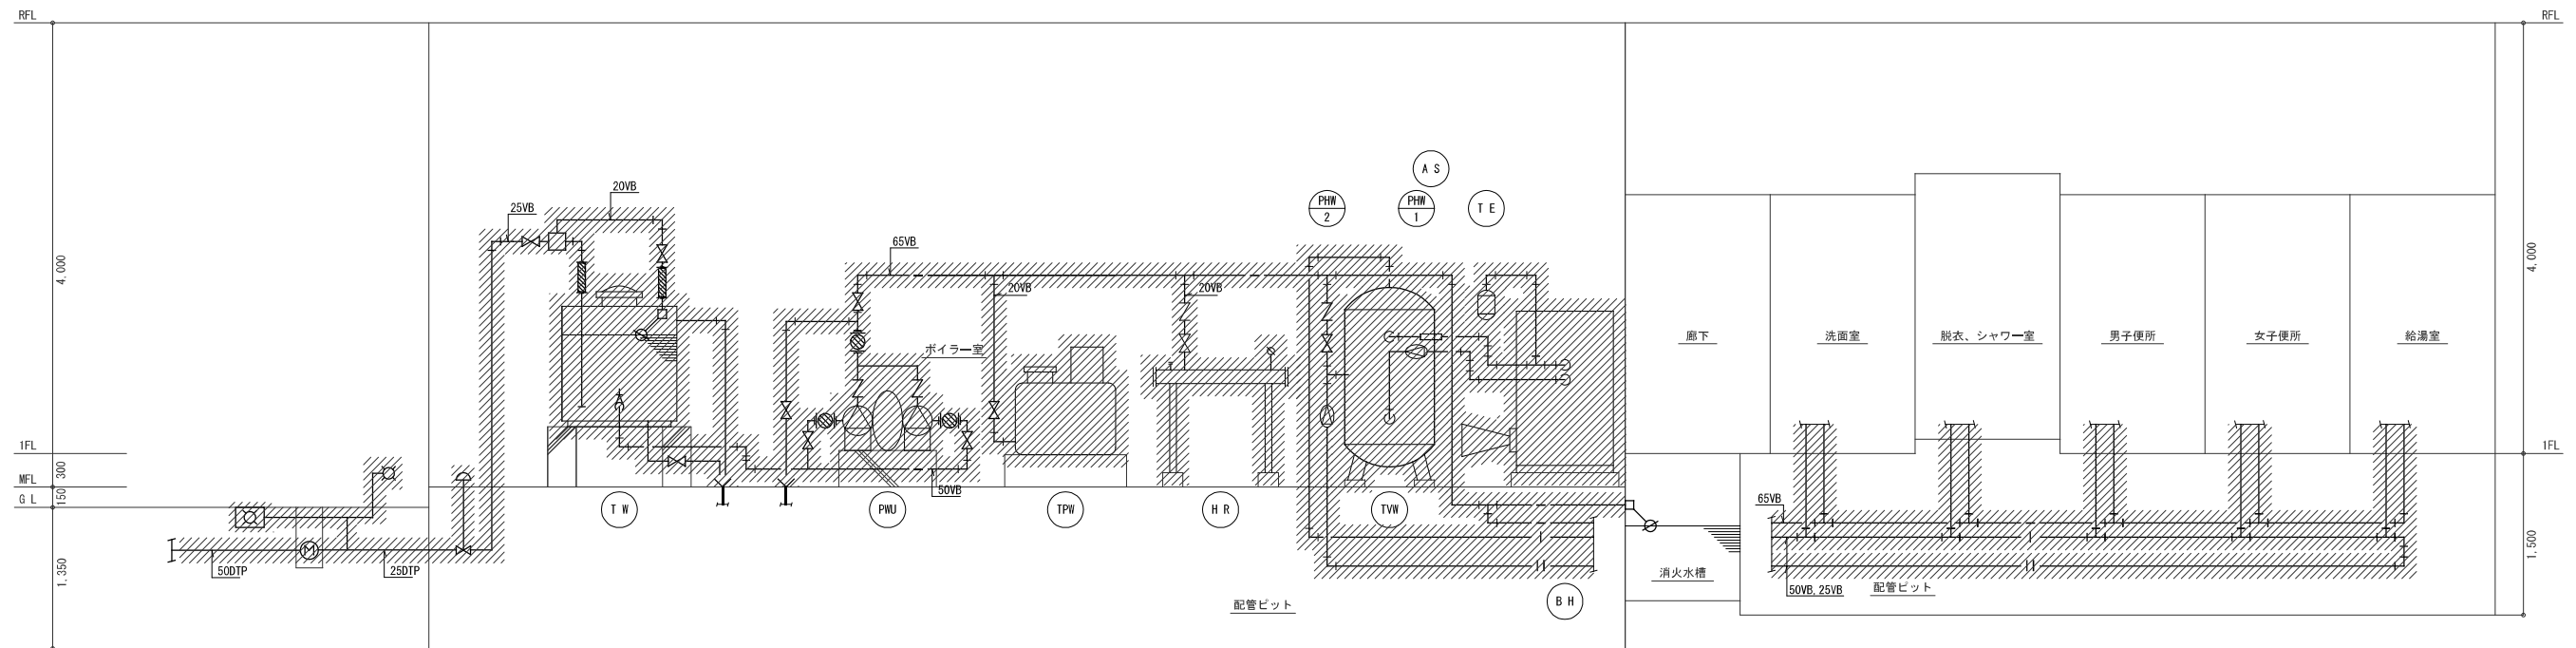 RFL
RFL
A S
PHW
2
PHW
1
T E
20VB
25VB
65VB
4,000
4,000
20VB
20VB
ボイラー室
廊下
洗面室
脱衣、シャワー室
男子便所
女子便所
給湯室
1FL
1FL
300
MFL
150
G L
50VB
65VB
T W
PWU
TPW
H R
TVW
M
50DTP
25DTP
1,350
1,500
消火水槽
50VB,25VB
配管ピット
B H
配管ピット